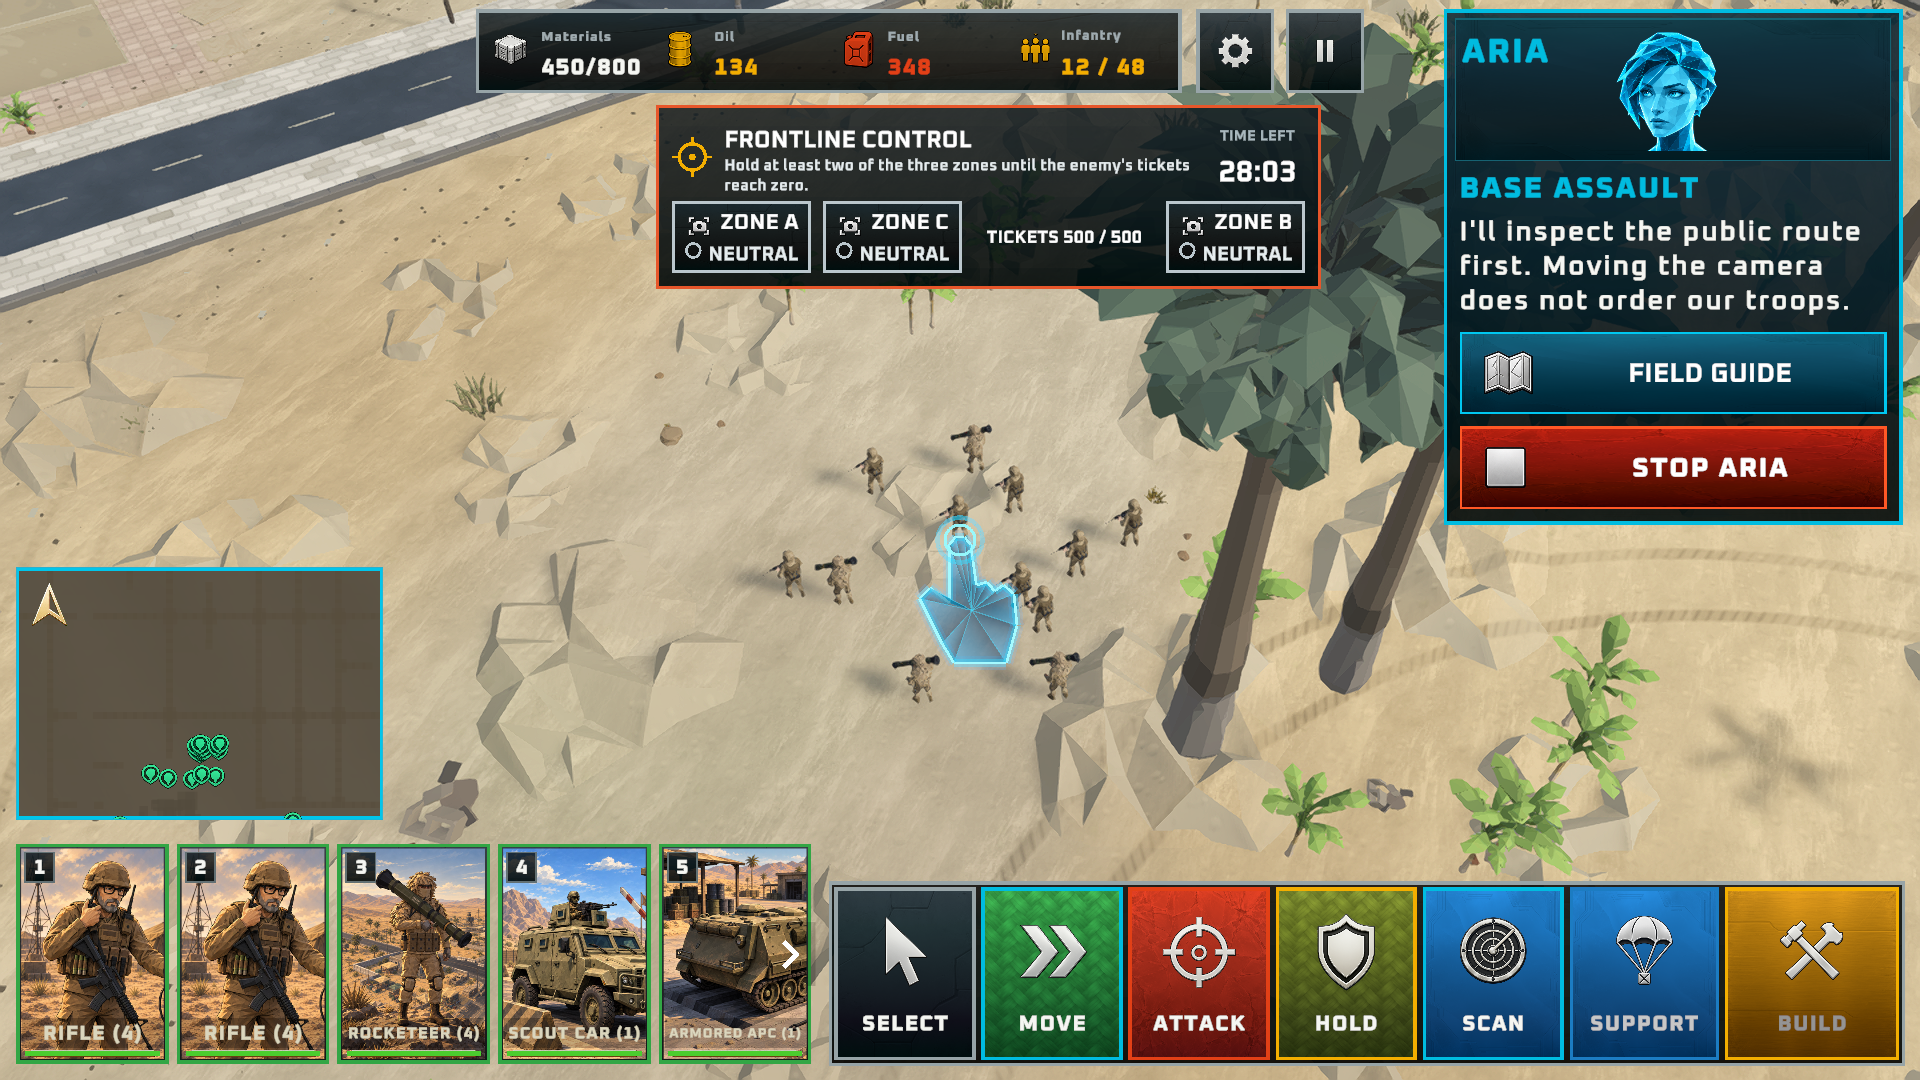 Materials
450/800
Oil
134
Fuel
348
Infantry
12 / 48
FRONTLINE CONTROL
Hold at least two of the three zones until the enemy's tickets
reach zero.
TIME LEFT
28:03
ZONE A
NEUTRAL
ZONE C
NEUTRAL
TICKETS 500 / 500
ZONE B
NEUTRAL
ARIA
BASE ASSAULT
I'll inspect the public route
first. Moving the camera
does not order our troops.
FIELD GUIDE
STOP ARIA
1
RIFLE (4)
2
RIFLE (4)
3
ROCKETEER (4)
4
SCOUT CAR (1)
5
ARMORED APC (1)
SELECT
MOVE
ATTACK
HOLD
SCAN
SUPPORT
BUILD